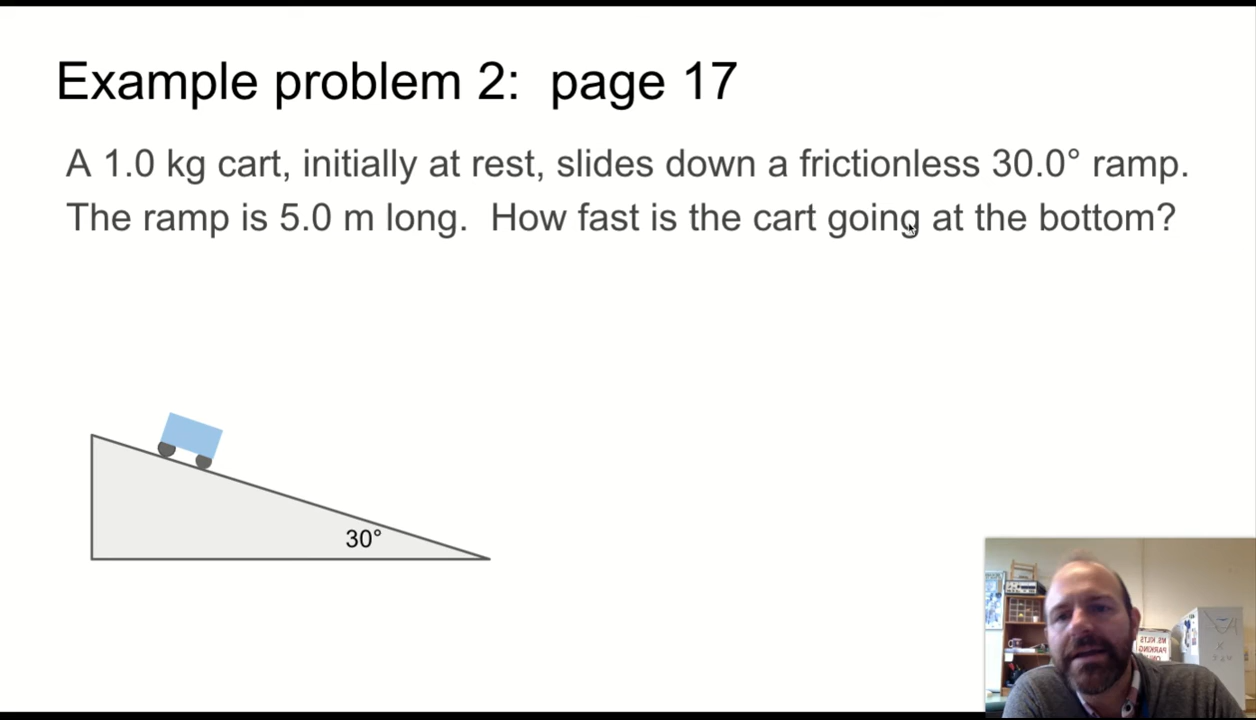 Example problem 2:  page 17
A 1.0 kg cart, initially at rest, slides down a frictionless 30.0° ramp.
The ramp is 5.0 m long.  How fast is the cart going at the bottom?
30°